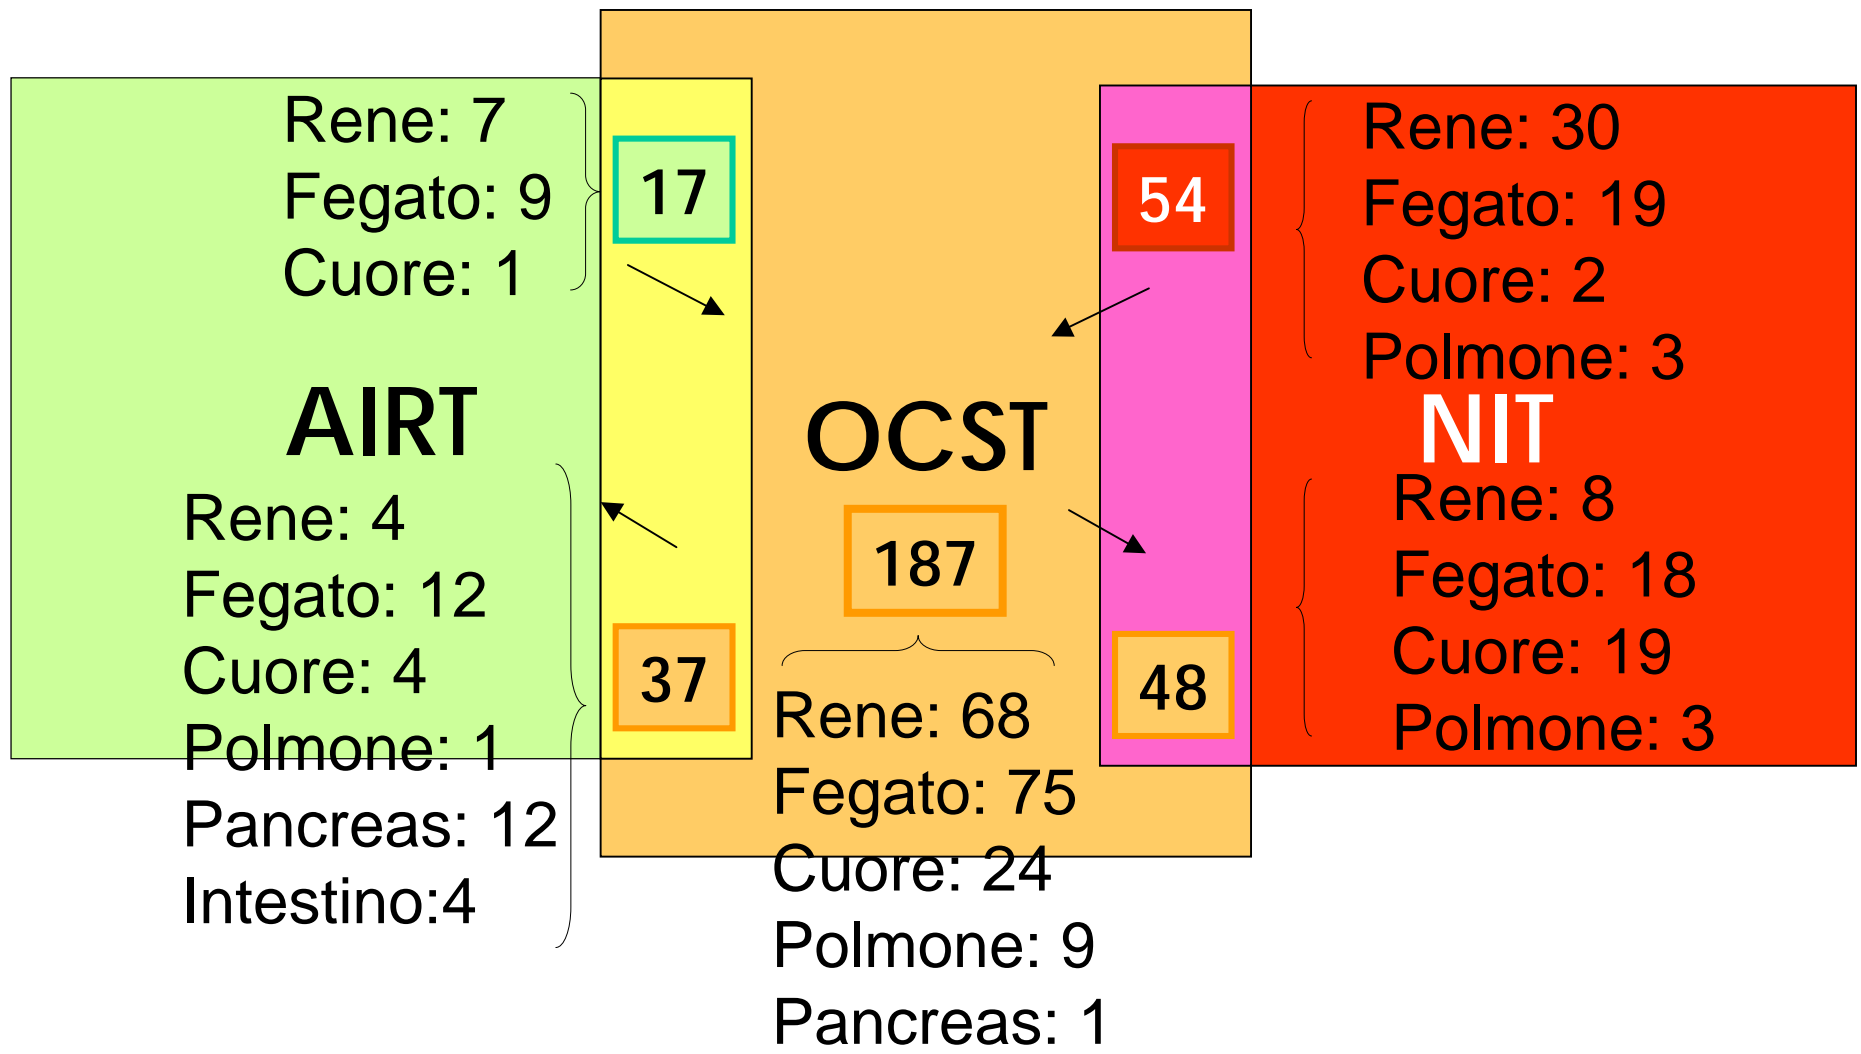 Rene: 7
Fegato: 9
Cuore: 1
17
AIRT
Rene: 4
Fegato: 12
Cuore: 4
Polmone: 1
Pancreas: 12
Intestino:4
37
OCST
187
Rene: 68
Fegato: 75
Cuore: 24
Polmone: 9
Pancreas: 1
54
Rene: 30
Fegato: 19
Cuore: 2
Polmone: 3
NIT
48
Rene: 8
Fegato: 18
Cuore: 19
Polmone: 3